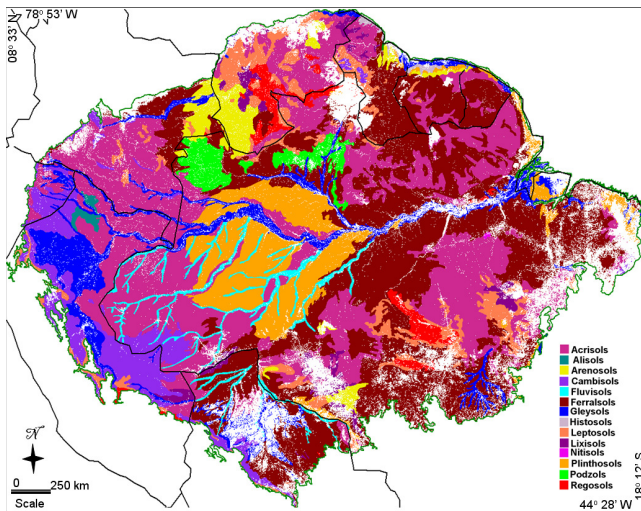 78° 53' W
08° 33' N
Acrisols
Alisols
Arenosols
Cambisols
Fluvisols
Ferralsols
Gleysols
Histosols
Leptosols
Lixisols
Nitisols
Plinthosols
Podzols
Regosols
N
0 250 km
Scale
18° 12' S
44° 28' W